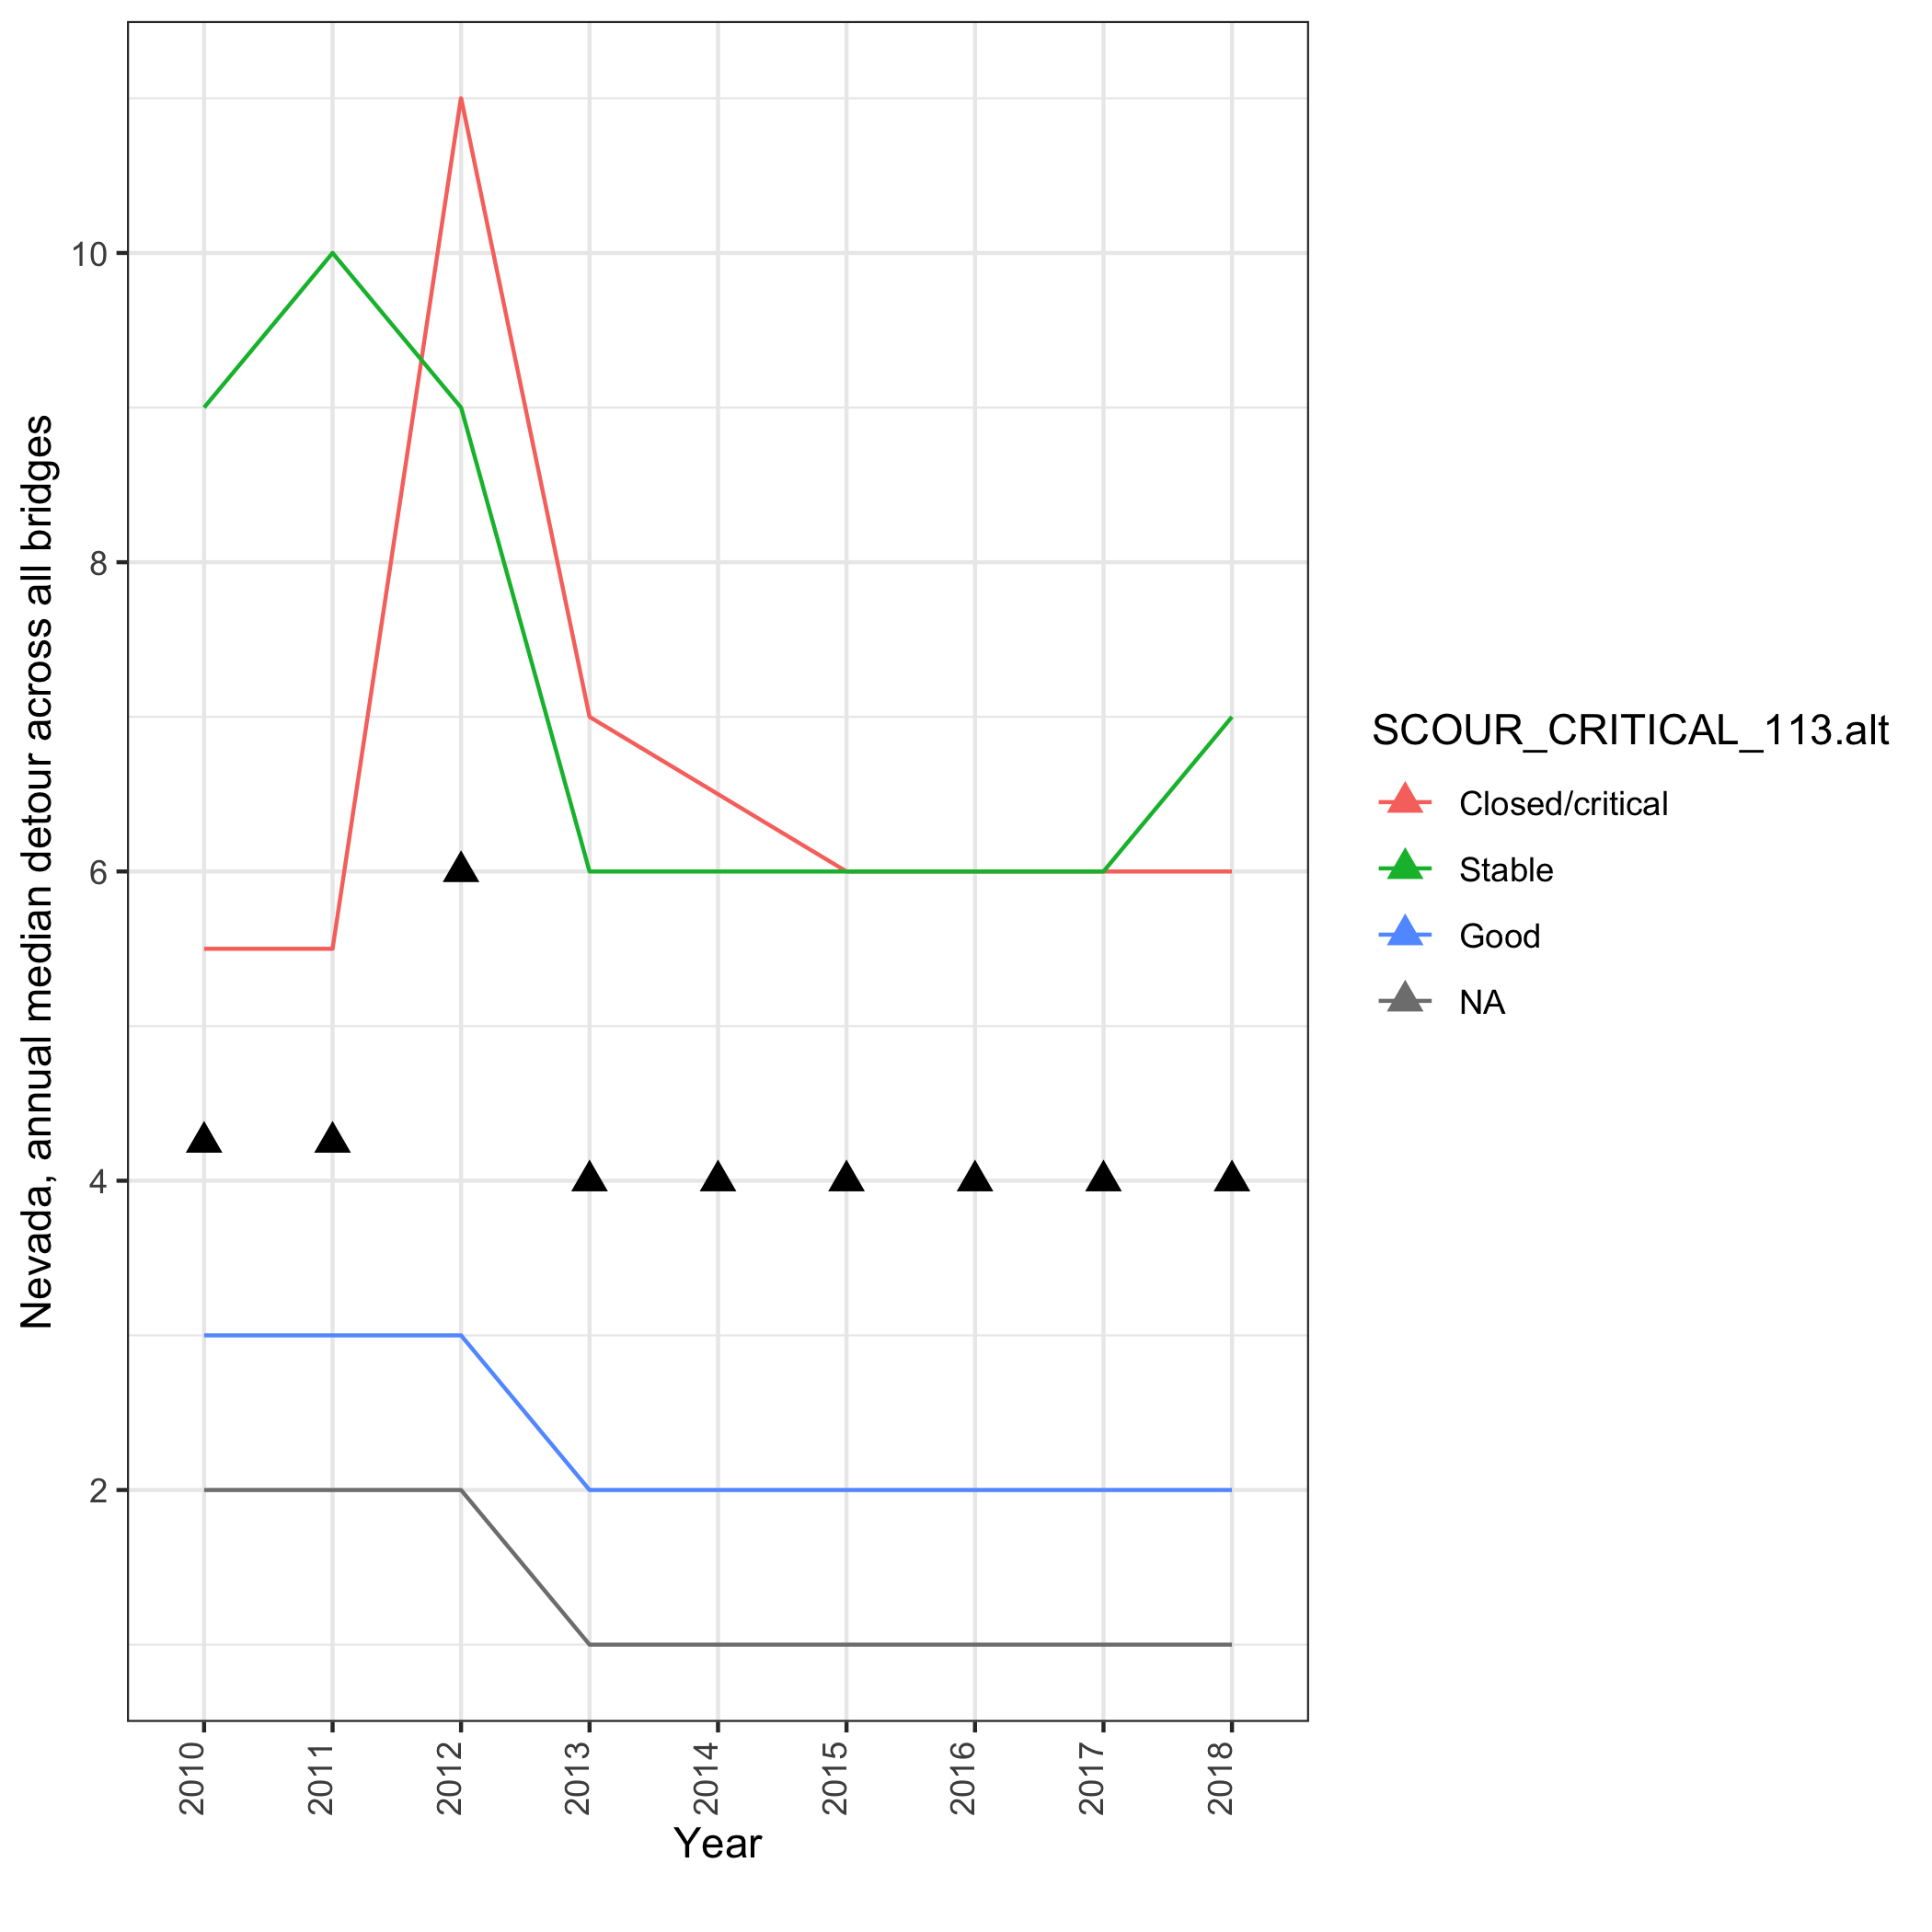 Nevada, annual median detour across all bridges
10
8
6
4
2
2010
2011
2012
2013
2014
2015
2016
2017
2018
Year
SCOUR_CRITICAL_113.alt
Closed/critical
Stable
Good
NA